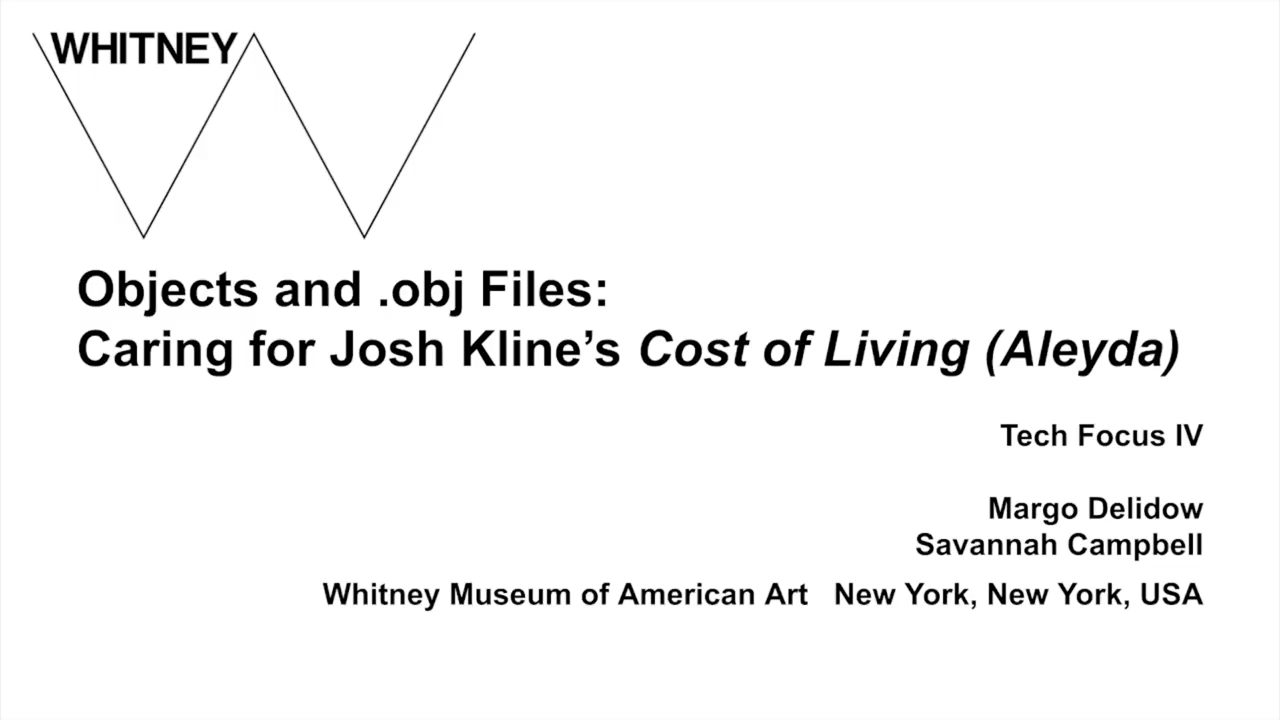 WHITNEY
Objects and .obj Files:
Caring for Josh Kline’s Cost of Living (Aleyda)
Tech Focus IV
Margo Delidow
Savannah Campbell
Whitney Museum of American Art New York, New York, USA